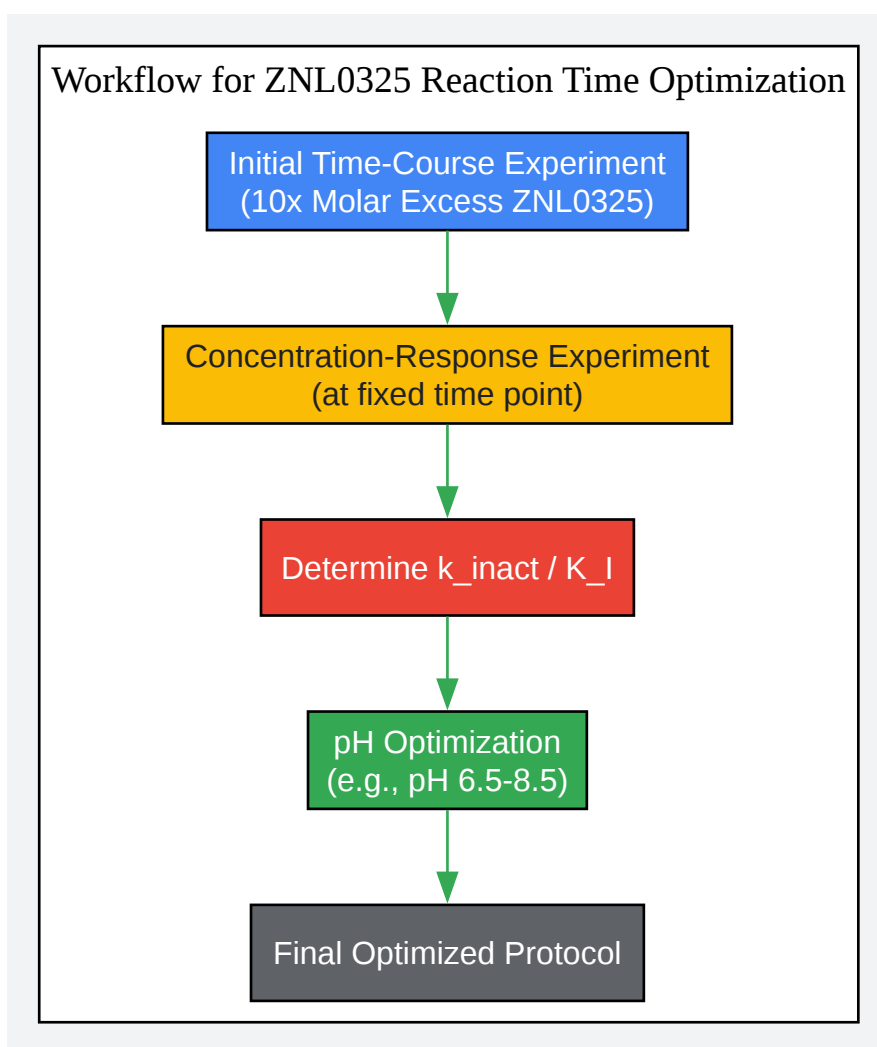 Workflow for ZNL0325 Reaction Time Optimization
Initial Time-Course Experiment
(10x Molar Excess ZNL0325)
Concentration-Response Experiment
(at fixed time point)
Determine k_inact / K_I
pH Optimization
(e.g., pH 6.5-8.5)
Final Optimized Protocol